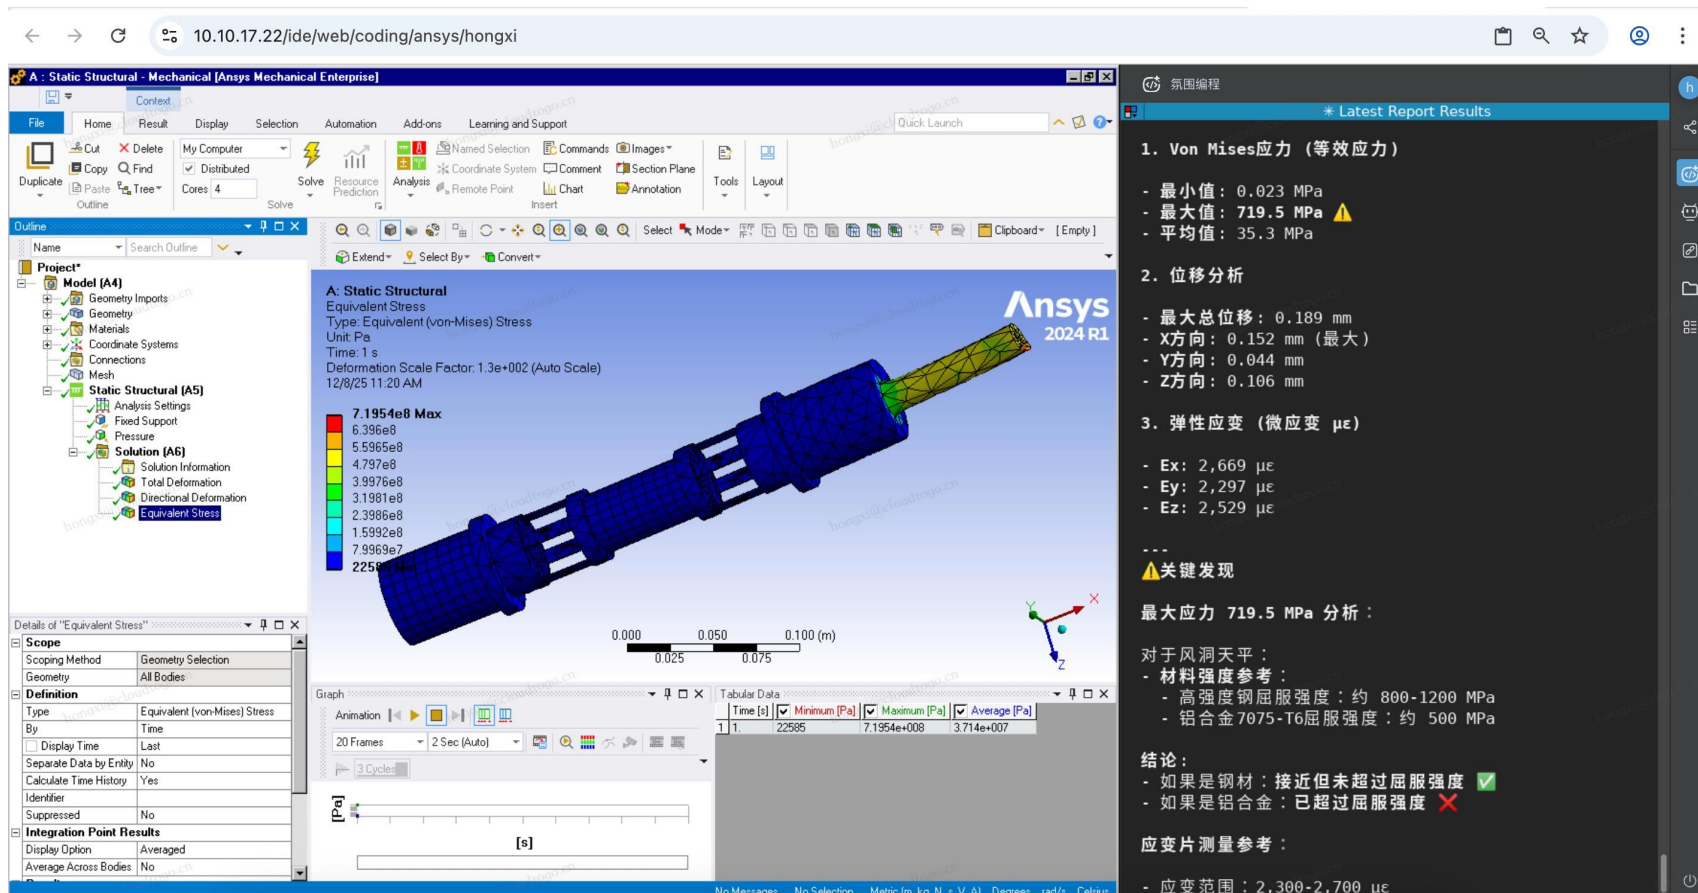 10.10.17.22/ide/web/coding/ansys/hongxi
A : Static Structural - Mechanical [Ansys Mechanical Enterprise]
Context
File Home Result Display Selection Automation Add-ons Learning and Support Quick Launch
Cut Delete My Computer Named Selection Commands Images Section Plane
Copy Find Distributed Coordinate System Comment
Duplicate Paste Tree Cores 4 Solve Resource Prediction Analysis Remote Point Chart Annotation Tools Layout
Outline Solve Insert
Outline
Name Search Outline
Select Mode Clipboard [Empty]
Extend Select By Convert
Project*
Model (A4)
Geometry Imports
Geometry
Materials
Coordinate Systems
Connections
Mesh
Static Structural (A5)
Analysis Settings
Fixed Support
Pressure
Solution (A6)
Solution Information
Total Deformation
Directional Deformation
Equivalent Stress
A: Static Structural
Equivalent Stress
Type: Equivalent (von-Mises) Stress
Unit: Pa
Time: 1 s
Deformation Scale Factor: 1.3e+002 (Auto Scale)
12/8/25 11:20 AM
Ansys
2024 R1
7.1954e8 Max
6.396e8
5.5965e8
4.797e8
3.9976e8
3.1981e8
2.3986e8
1.5992e8
7.9969e7
0.000 0.050 0.100 (m)
0.025 0.075
Y X
Z
Details of "Equivalent Stress"
Scope
Scoping Method Geometry Selection
Geometry All Bodies
Definition
Type Equivalent (von-Mises) Stress
By Time
Display Time Last
Separate Data by Entity No
Calculate Time History Yes
Identifier
Suppressed No
Integration Point Results
Display Option Averaged
Average Across Bodies No
Graph
Animation
20 Frames 2 Sec (Auto)
3 Cycles
[Pa]
[s]
Tabular Data
Time [s] Minimum [Pa] Maximum [Pa] Average [Pa]
1 1. 22585 7.1954e+008 3.714e+007
No Messages No Selection Metric (m, kg, N, s, V, A) Degrees rad/s Celsius
氛围编程
h
✳ Latest Report Results
1. Von Mises应力 (等效应力)
- 最小值: 0.023 MPa
- 最大值: 719.5 MPa ⚠️
- 平均值: 35.3 MPa
2. 位移分析
- 最大总位移: 0.189 mm
- X方向: 0.152 mm (最大)
- Y方向: 0.044 mm
- Z方向: 0.106 mm
3. 弹性应变 (微应变 με)
- Ex: 2,669 με
- Ey: 2,297 με
- Ez: 2,529 με
---
⚠️关键发现
最大应力 719.5 MPa 分析：
对于风洞天平：
- 材料强度参考：
- 高强度钢屈服强度：约 800-1200 MPa
- 铝合金7075-T6屈服强度：约 500 MPa
结论:
- 如果是钢材：接近但未超过屈服强度 ✅
- 如果是铝合金：已超过屈服强度 ❌
应变片测量参考：
- 应变范围：2,300-2,700 με